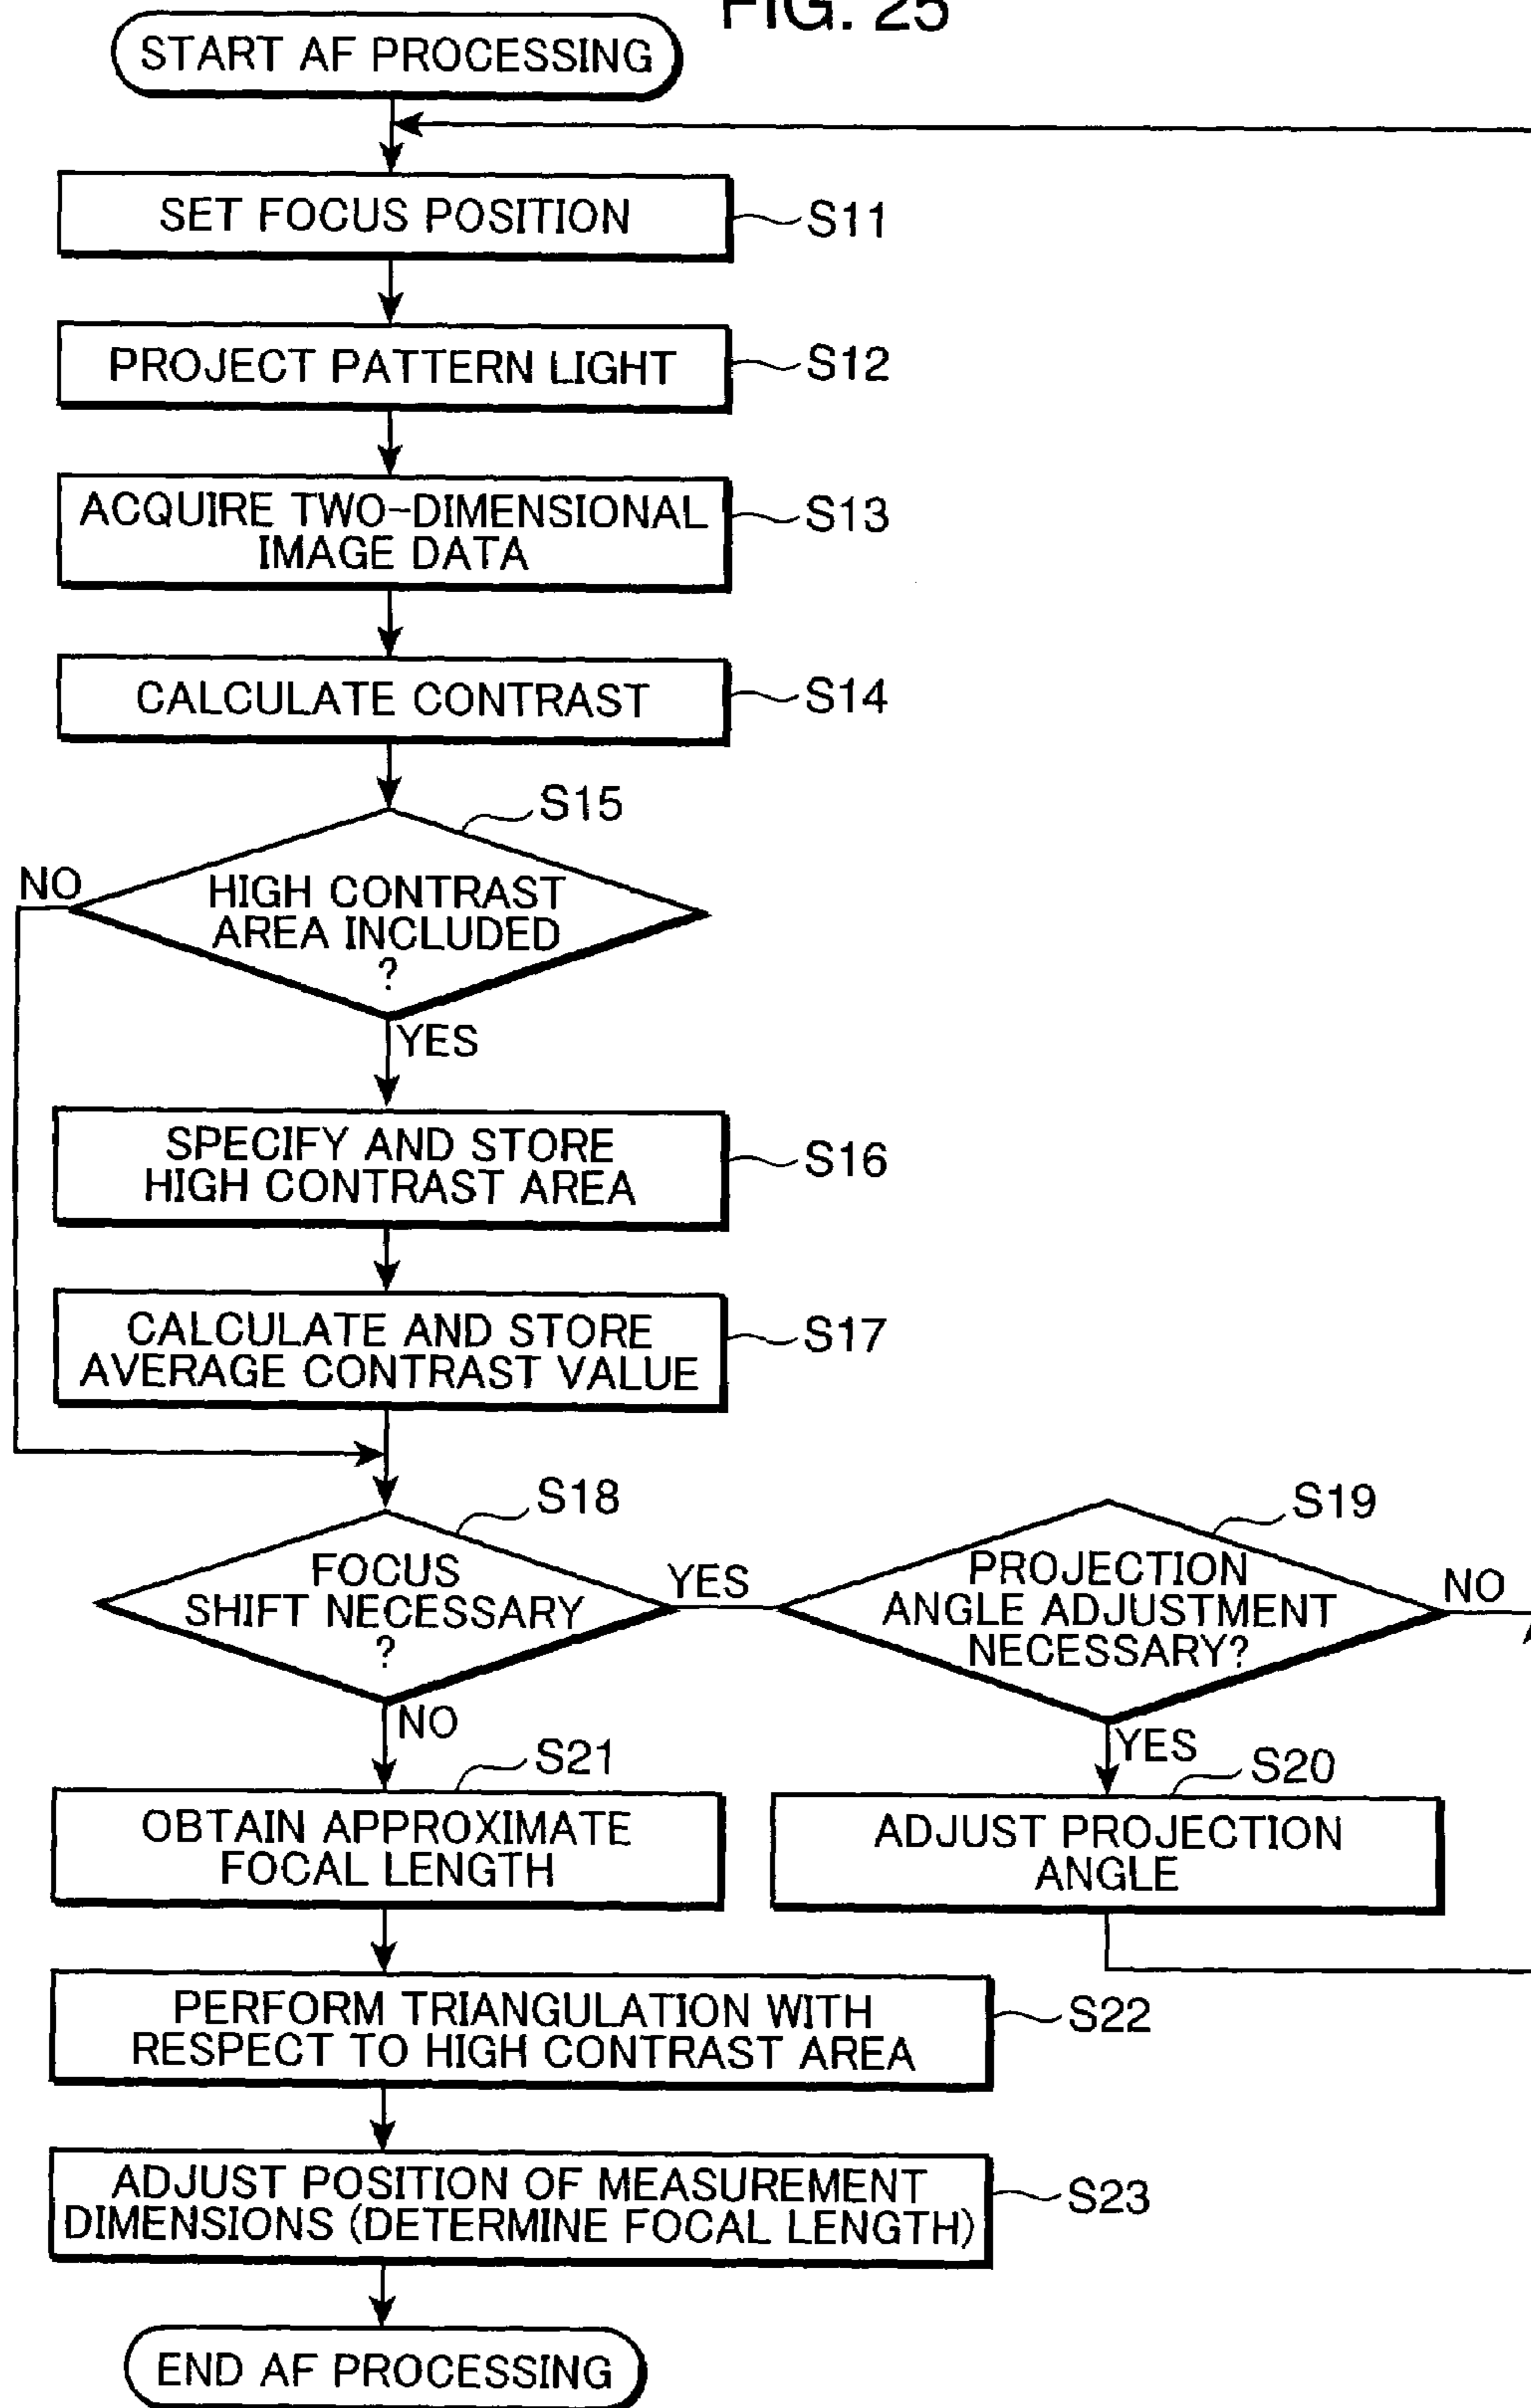 FIG. 25
START AF PROCESSING
SET FOCUS POSITION
S11
PROJECT PATTERN LIGHT
S12
ACQUIRE TWO-DIMENSIONAL
IMAGE DATA
S13
CALCULATE CONTRAST
S14
S15
NO
HIGH CONTRAST
AREA INCLUDED
?
YES
SPECIFY AND STORE
HIGH CONTRAST AREA
S16
CALCULATE AND STORE
AVERAGE CONTRAST VALUE
S17
S18
FOCUS
SHIFT NECESSARY
?
YES
NO
S19
PROJECTION
ANGLE ADJUSTMENT
NECESSARY?
NO
YES
S20
ADJUST PROJECTION
ANGLE
S21
OBTAIN APPROXIMATE
FOCAL LENGTH
PERFORM TRIANGULATION WITH
RESPECT TO HIGH CONTRAST AREA
S22
ADJUST POSITION OF MEASUREMENT
DIMENSIONS (DETERMINE FOCAL LENGTH)
S23
END AF PROCESSING